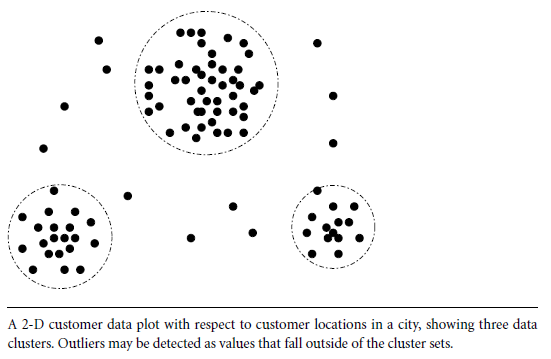 A 2-D customer data plot with respect to customer locations in a city, showing three data
clusters. Outliers may be detected as values that fall outside of the cluster sets.